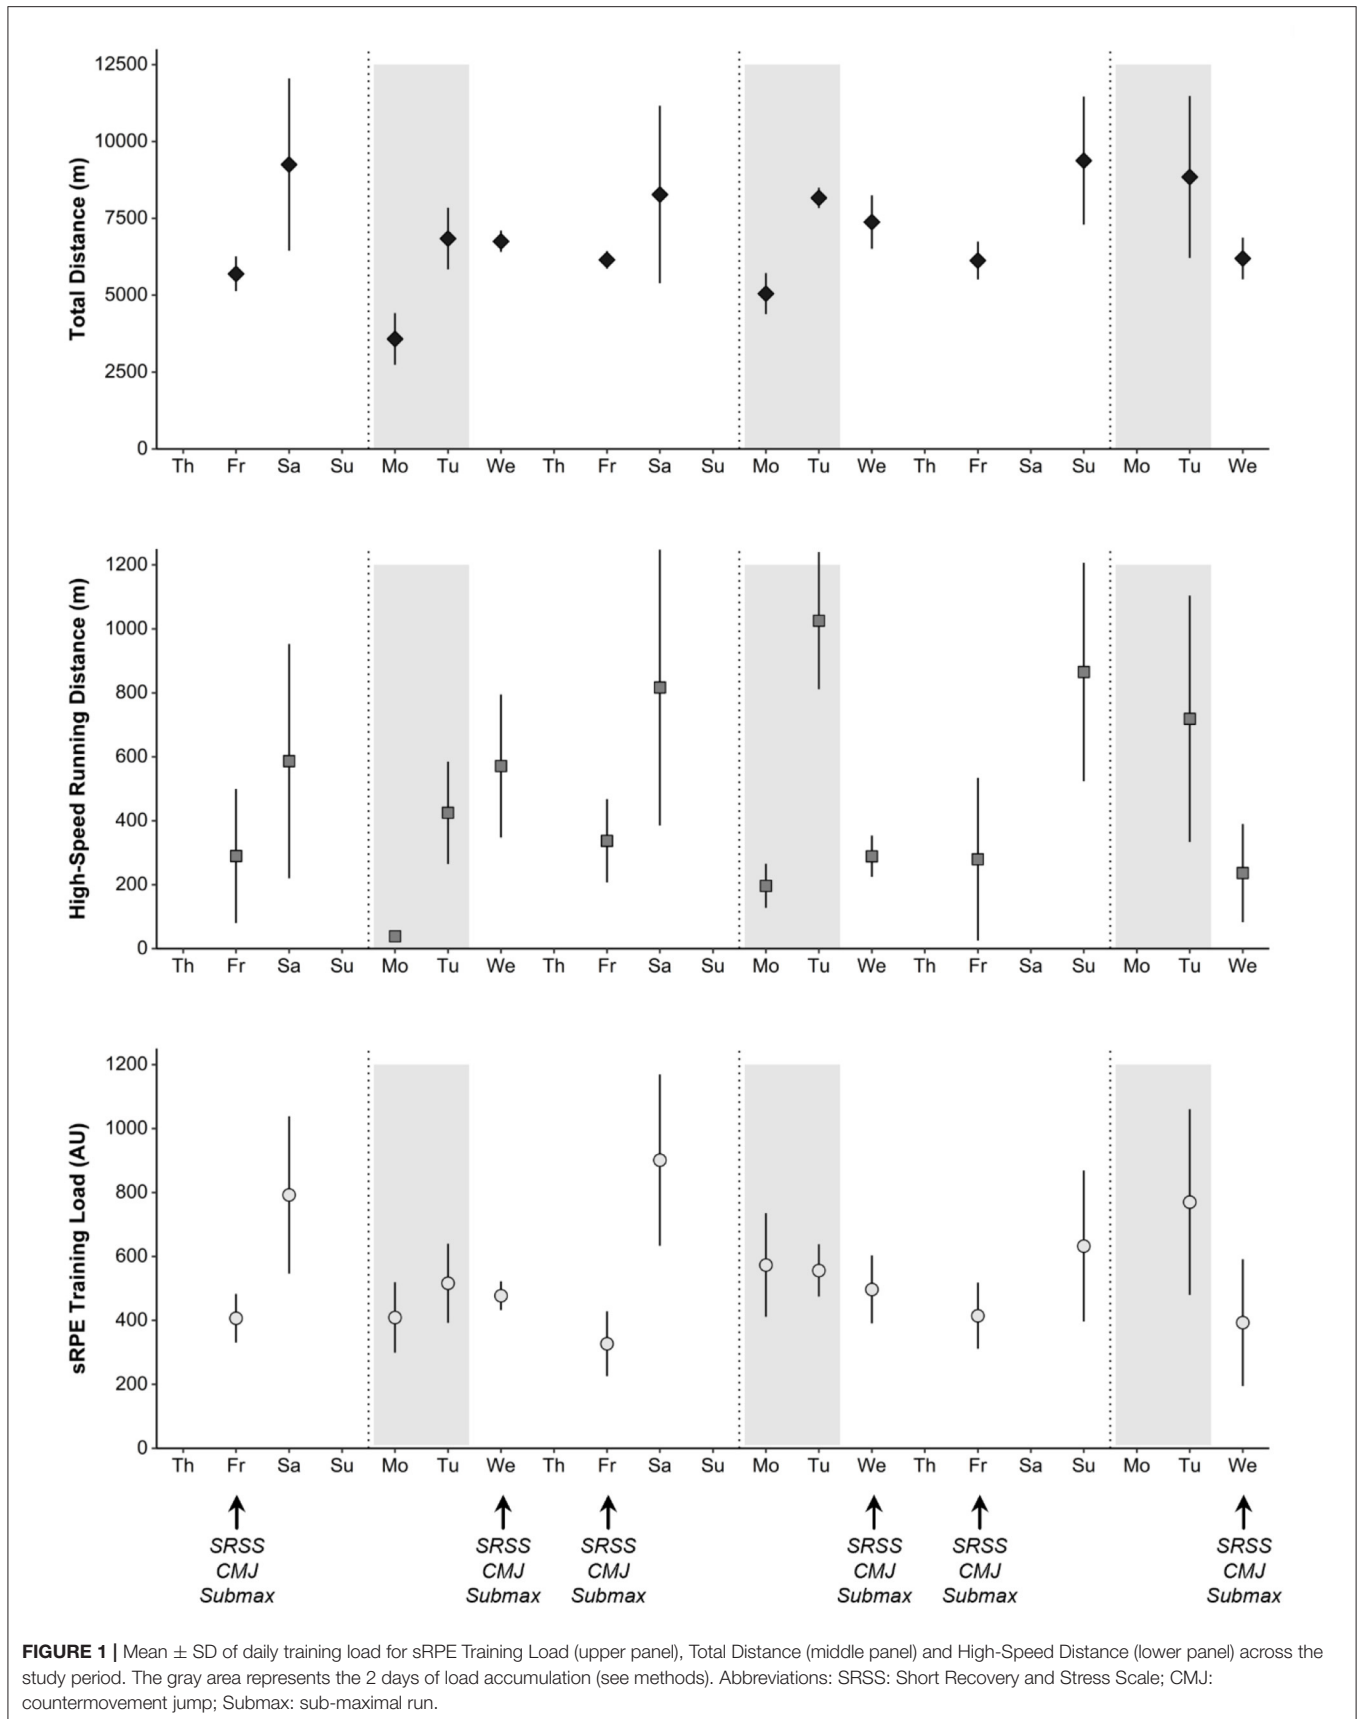 Total Distance (m)
12500
10000
7500
5000
2500
0
Th Fr Sa Su Mo Tu We Th Fr Sa Su Mo Tu We Th Fr Sa Su Mo Tu We
High-Speed Running Distance (m)
1200
1000
800
600
400
200
0
Th Fr Sa Su Mo Tu We Th Fr Sa Su Mo Tu We Th Fr Sa Su Mo Tu We
sRPE Training Load (AU)
1200
1000
800
600
400
200
0
Th Fr Sa Su Mo Tu We Th Fr Sa Su Mo Tu We Th Fr Sa Su Mo Tu We
SRSS SRSS SRSS SRSS SRSS SRSS
CMJ CMJ CMJ CMJ CMJ CMJ
Submax Submax Submax Submax Submax Submax
FIGURE 1 | Mean ± SD of daily training load for sRPE Training Load (upper panel), Total Distance (middle panel) and High-Speed Distance (lower panel) across the
study period. The gray area represents the 2 days of load accumulation (see methods). Abbreviations: SRSS: Short Recovery and Stress Scale; CMJ:
countermovement jump; Submax: sub-maximal run.